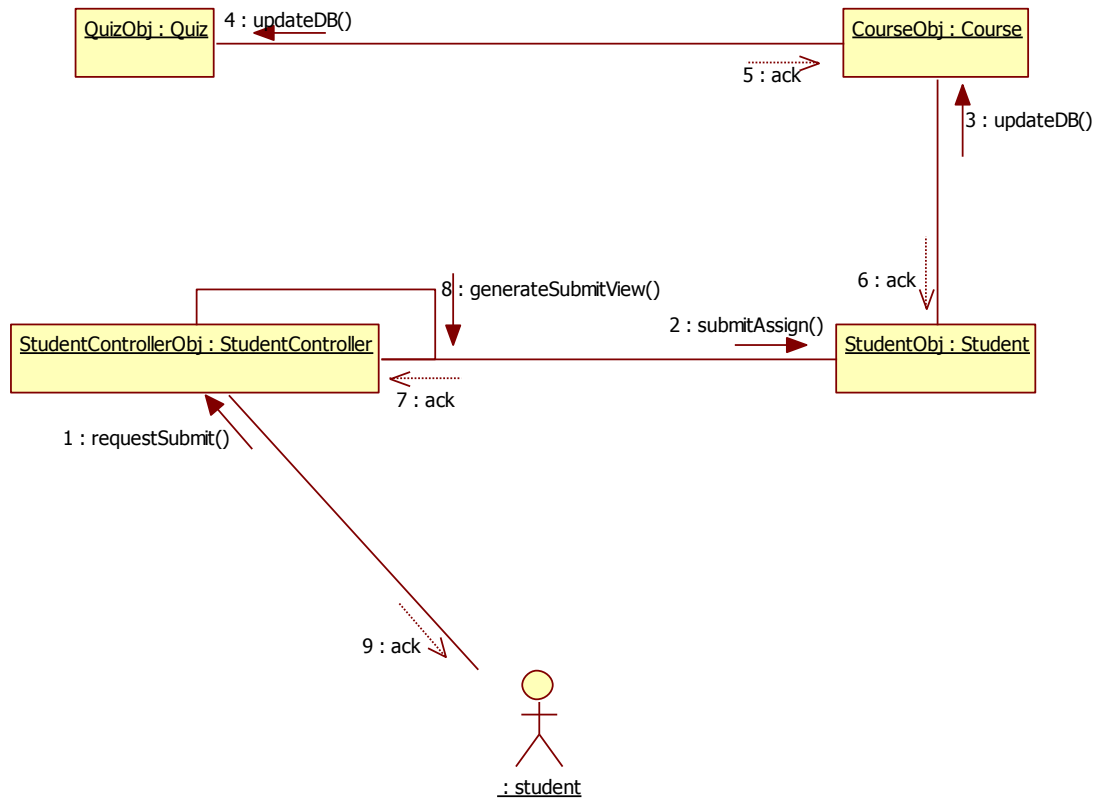 QuizObj : Quiz
4 : updateDB()
CourseObj : Course
5 : ack
3 : updateDB()
6 : ack
8 : generateSubmitView()
2 : submitAssign()
StudentControllerObj : StudentController
StudentObj : Student
7 : ack
1 : requestSubmit()
9 : ack
: student